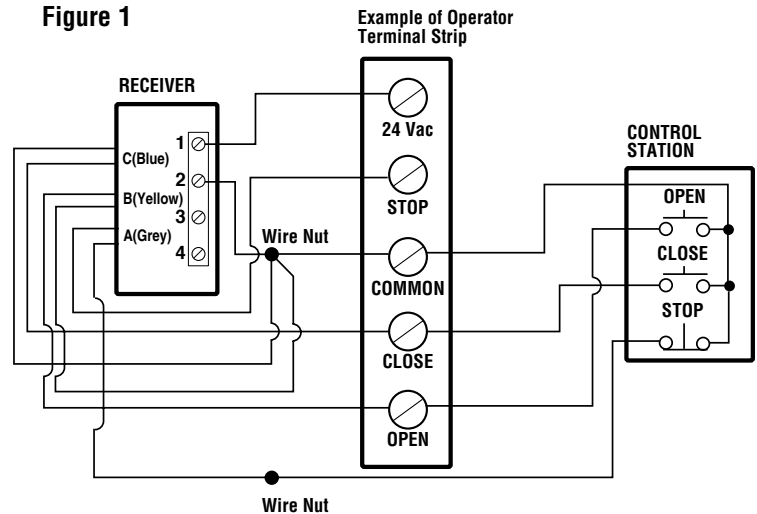 Figure 1
Example of Operator
Terminal Strip
RECEIVER
1
C(Blue)
2
B(Yellow)
3
A(Grey)
4
Wire Nut
24 Vac
STOP
COMMON
CLOSE
OPEN
CONTROL
STATION
OPEN
CLOSE
STOP
Wire Nut